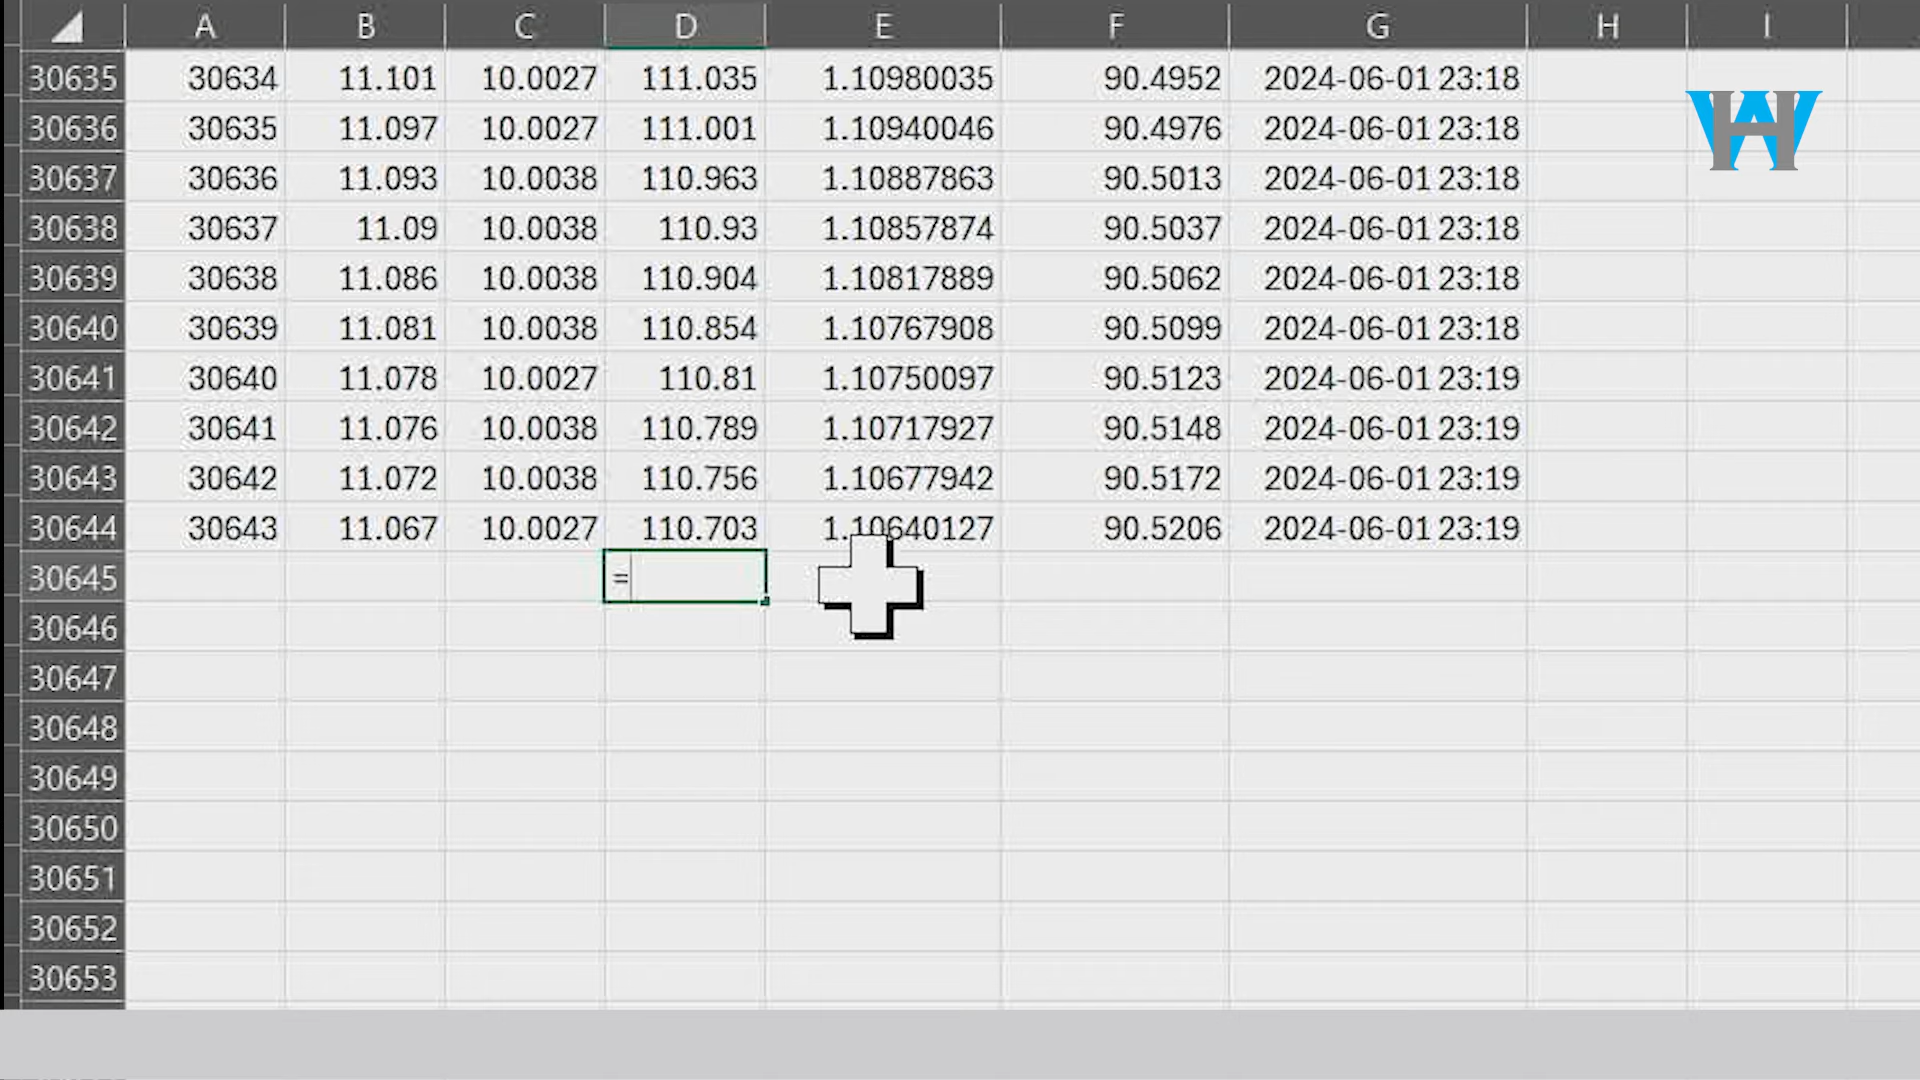 A B C D E F G H I
30635 30634 11.101 10.0027 111.035 1.10980035 90.4952 2024-06-01 23:18
30636 30635 11.097 10.0027 111.001 1.10940046 90.4976 2024-06-01 23:18
30637 30636 11.093 10.0038 110.963 1.10887863 90.5013 2024-06-01 23:18
30638 30637 11.09 10.0038 110.93 1.10857874 90.5037 2024-06-01 23:18
30639 30638 11.086 10.0038 110.904 1.10817889 90.5062 2024-06-01 23:18
30640 30639 11.081 10.0038 110.854 1.10767908 90.5099 2024-06-01 23:18
30641 30640 11.078 10.0027 110.81 1.10750097 90.5123 2024-06-01 23:19
30642 30641 11.076 10.0038 110.789 1.10717927 90.5148 2024-06-01 23:19
30643 30642 11.072 10.0038 110.756 1.10677942 90.5172 2024-06-01 23:19
30644 30643 11.067 10.0027 110.703 1.10640127 90.5206 2024-06-01 23:19
30645 =
30646
30647
30648
30649
30650
30651
30652
30653
WH